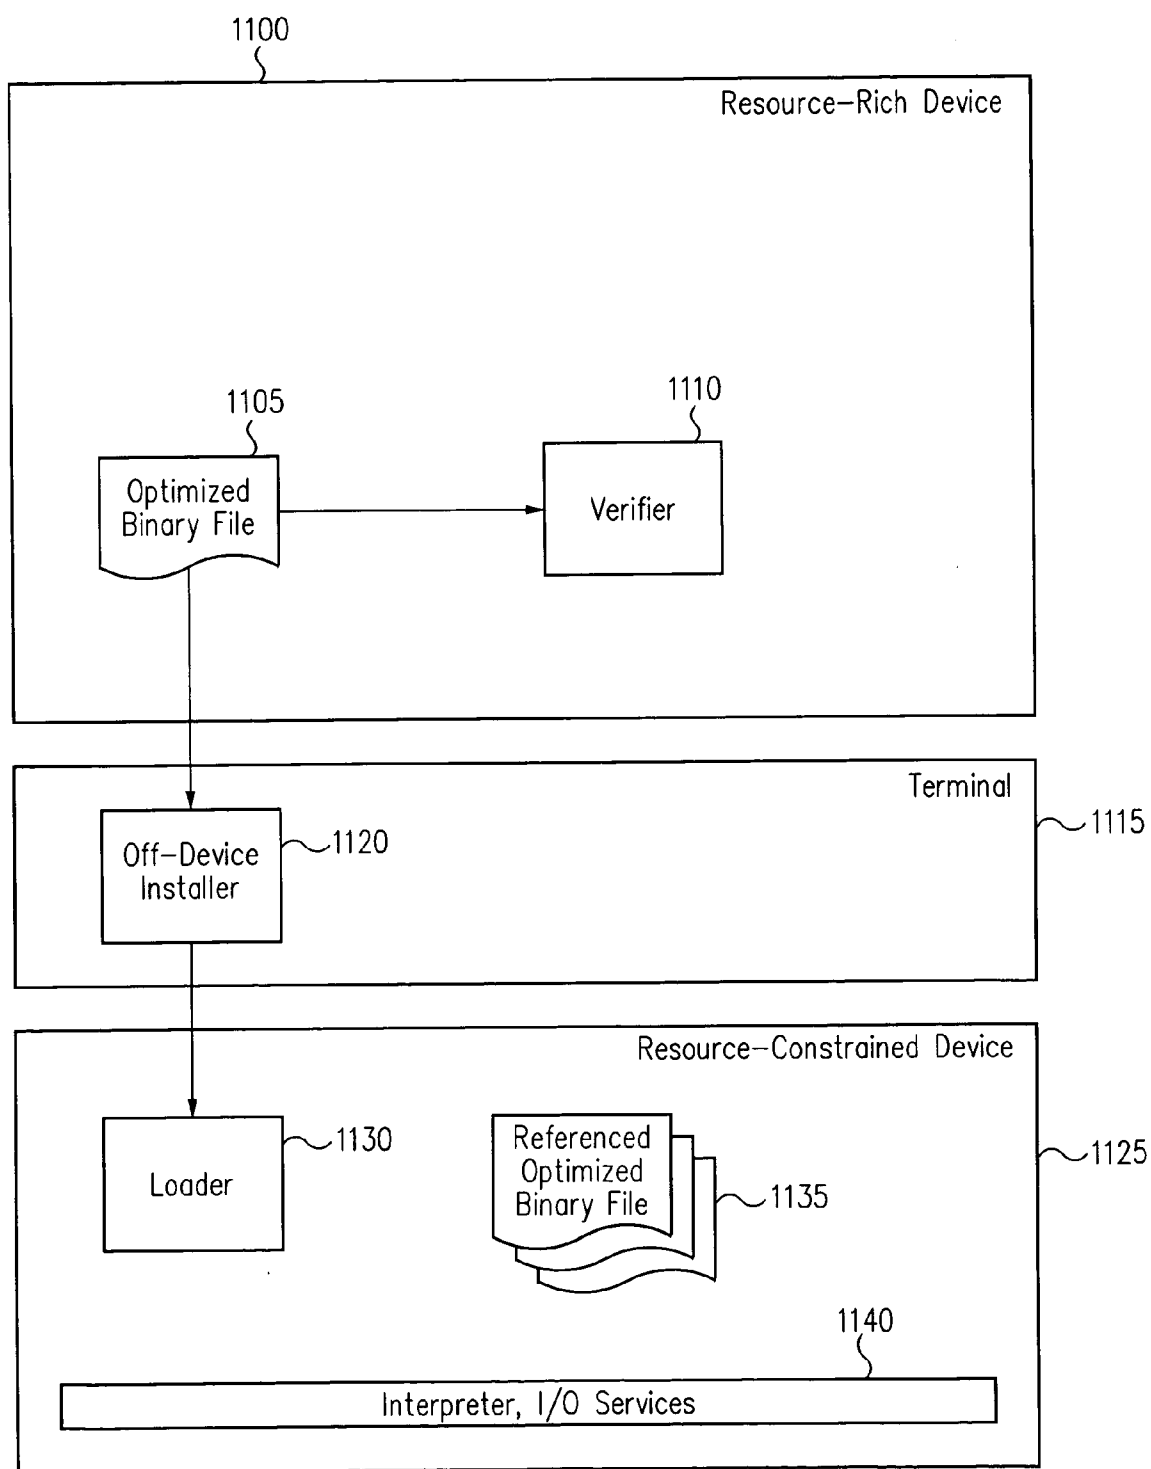 1100
Resource-Rich Device
1105
1110
Optimized
Binary File
Verifier
Terminal
1115
1120
Off-Device
Installer
Resource-Constrained Device
1125
1130
Loader
Referenced
Optimized
Binary File
1135
1140
Interpreter, I/O Services